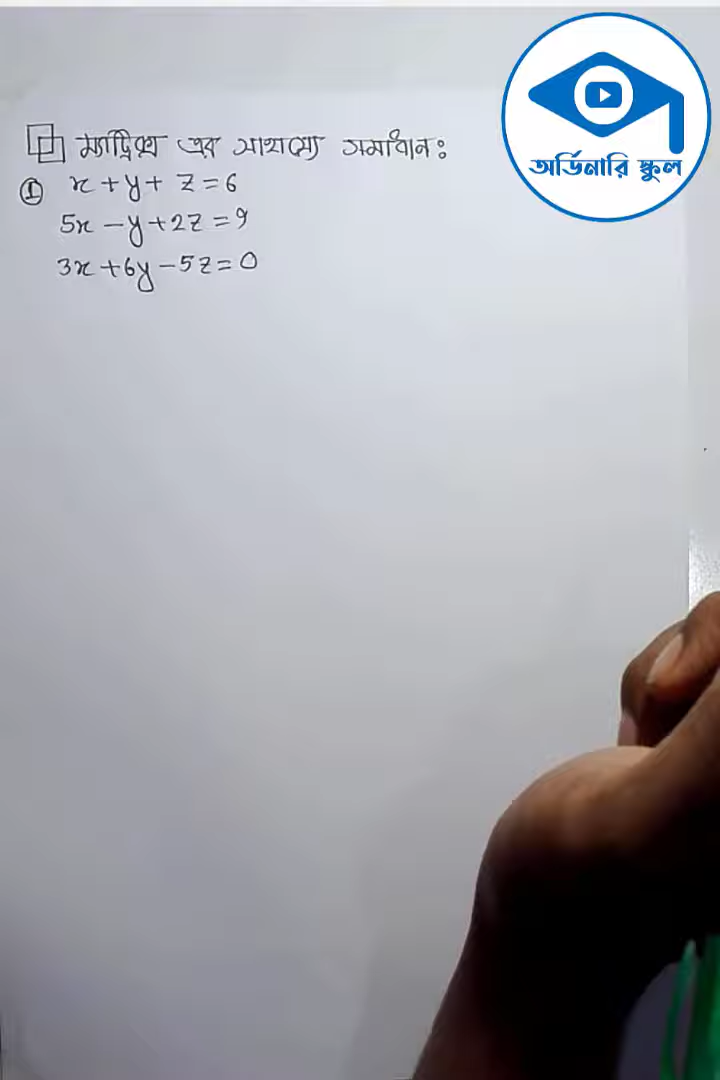 ম্যাট্রিক্স এর সাহায্যে সমাধান:
① x + y + z = 6
5x - y + 2z = 9
3x + 6y - 5z = 0
অর্ডিনারি স্কুল